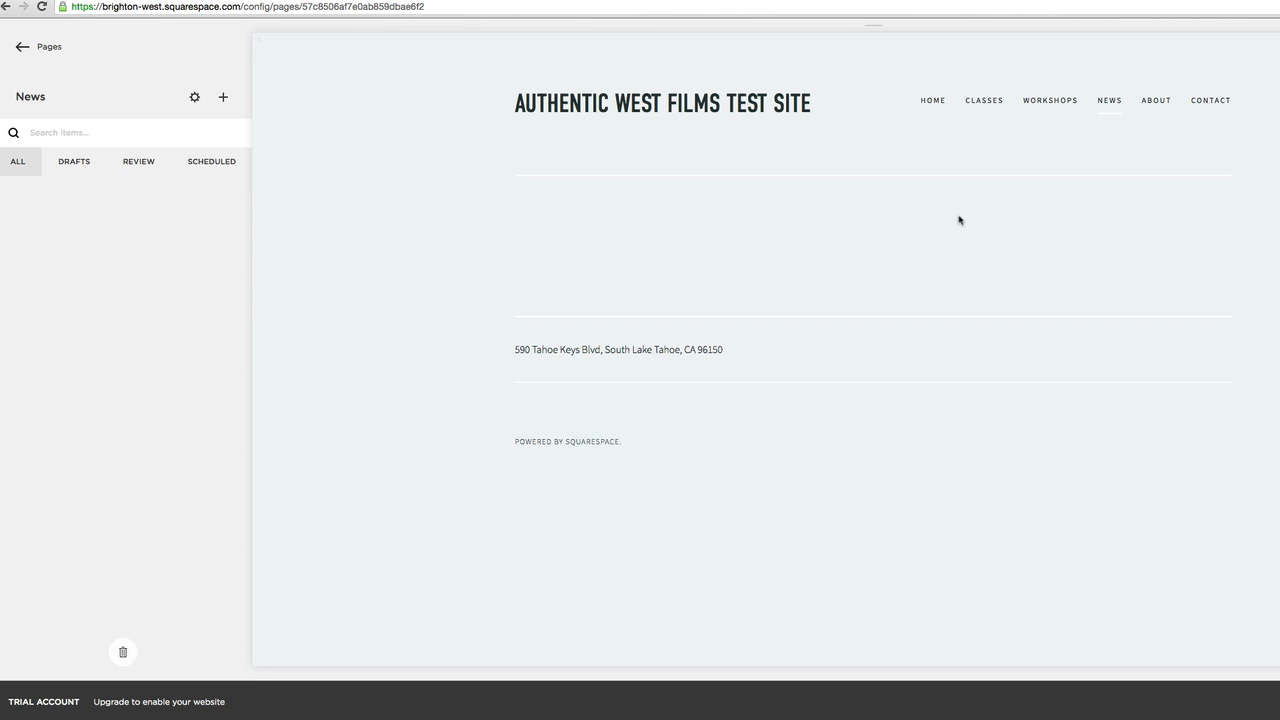 https://brighton-west.squarespace.com/config/pages/57c8506af7e0ab859dbae6f2
Pages
News
Search items...
ALL DRAFTS REVIEW SCHEDULED
AUTHENTIC WEST FILMS TEST SITE
HOME CLASSES WORKSHOPS NEWS ABOUT CONTACT
590 Tahoe Keys Blvd, South Lake Tahoe, CA 96150
POWERED BY SQUARESPACE.
TRIAL ACCOUNT Upgrade to enable your website